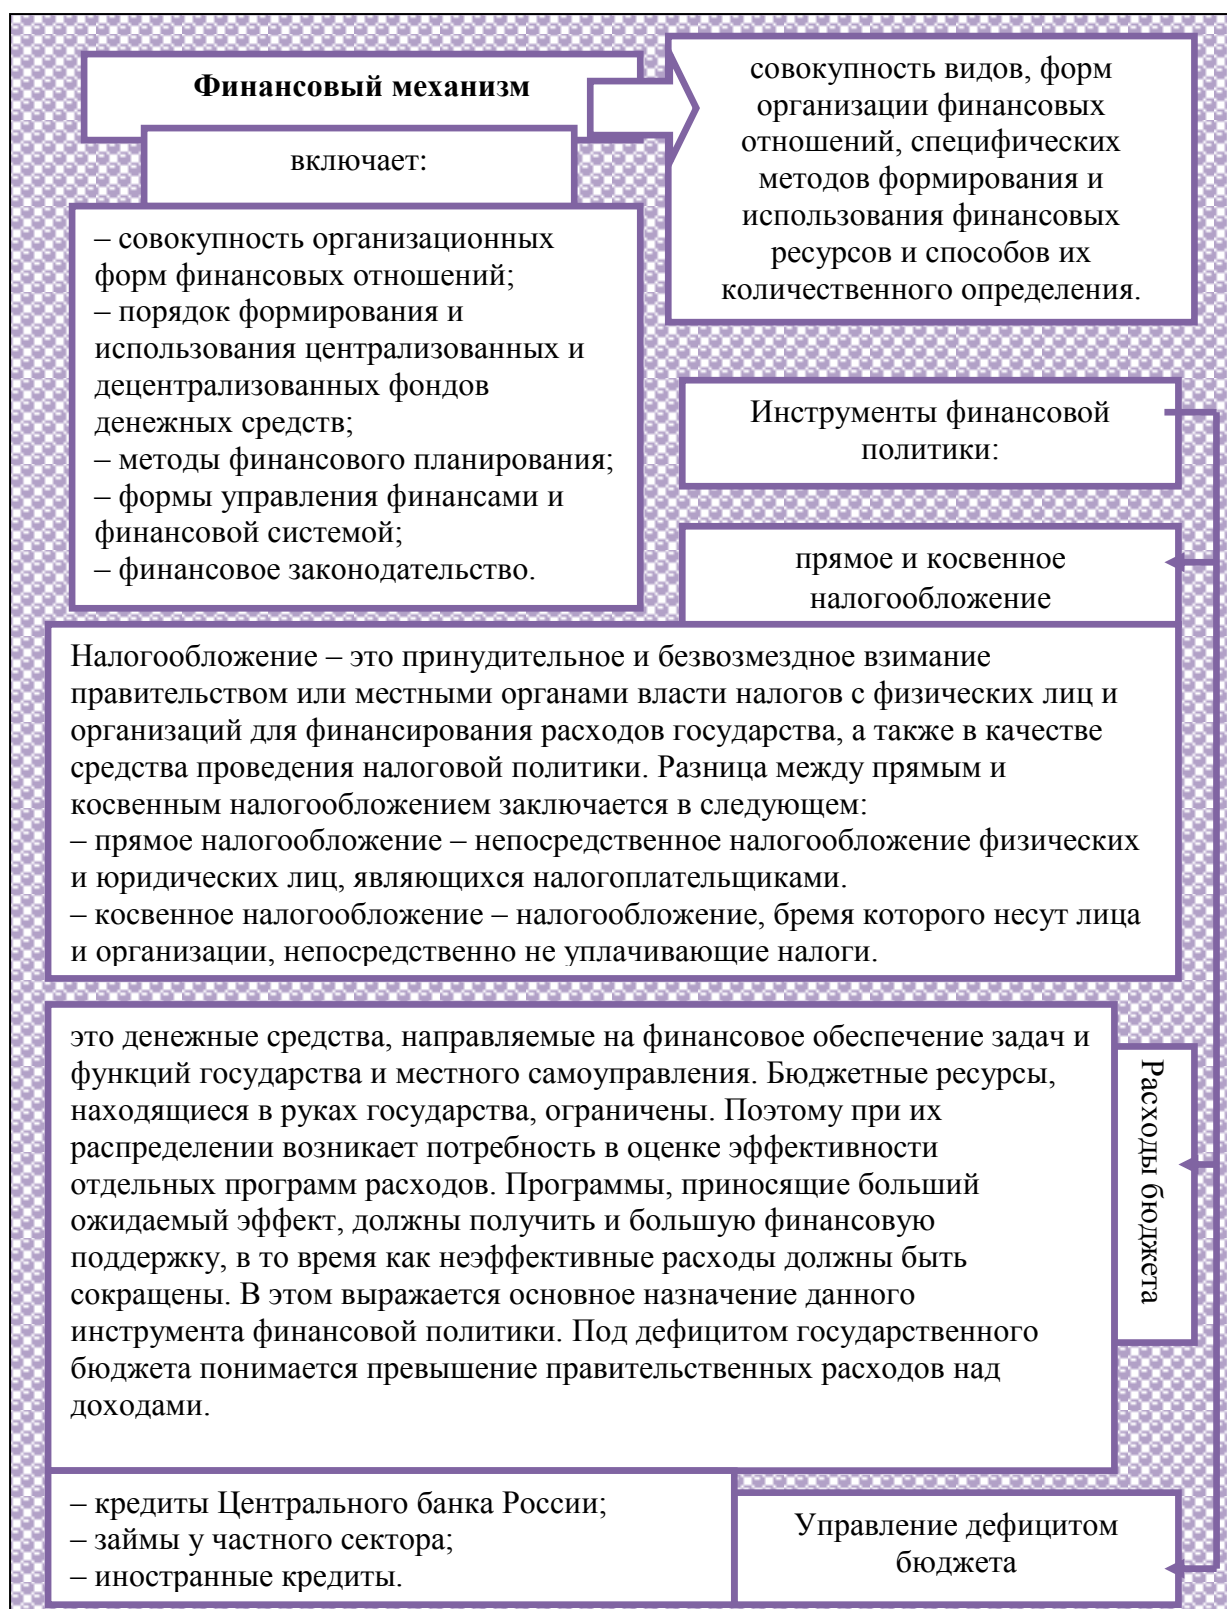 Финансовый механизм
совокупность видов, форм
организации финансовых
отношений, специфических
методов формирования и
использования финансовых
ресурсов и способов их
количественного определения.
включает:
– совокупность организационных
форм финансовых отношений;
– порядок формирования и
использования централизованных и
децентрализованных фондов
денежных средств;
– методы финансового планирования;
– формы управления финансами и
финансовой системой;
– финансовое законодательство.
Инструменты финансовой
политики:
прямое и косвенное
налогообложение
Налогообложение – это принудительное и безвозмездное взимание
правительством или местными органами власти налогов с физических лиц и
организаций для финансирования расходов государства, а также в качестве
средства проведения налоговой политики. Разница между прямым и
косвенным налогообложением заключается в следующем:
– прямое налогообложение – непосредственное налогообложение физических
и юридических лиц, являющихся налогоплательщиками.
– косвенное налогообложение – налогообложение, бремя которого несут лица
и организации, непосредственно не уплачивающие налоги.
Расходы бюджета
это денежные средства, направляемые на финансовое обеспечение задач и
функций государства и местного самоуправления. Бюджетные ресурсы,
находящиеся в руках государства, ограничены. Поэтому при их
распределении возникает потребность в оценке эффективности
отдельных программ расходов. Программы, приносящие больший
ожидаемый эффект, должны получить и большую финансовую
поддержку, в то время как неэффективные расходы должны быть
сокращены. В этом выражается основное назначение данного
инструмента финансовой политики. Под дефицитом государственного
бюджета понимается превышение правительственных расходов над
доходами.
Управление дефицитом
бюджета
– кредиты Центрального банка России;
– займы у частного сектора;
– иностранные кредиты.